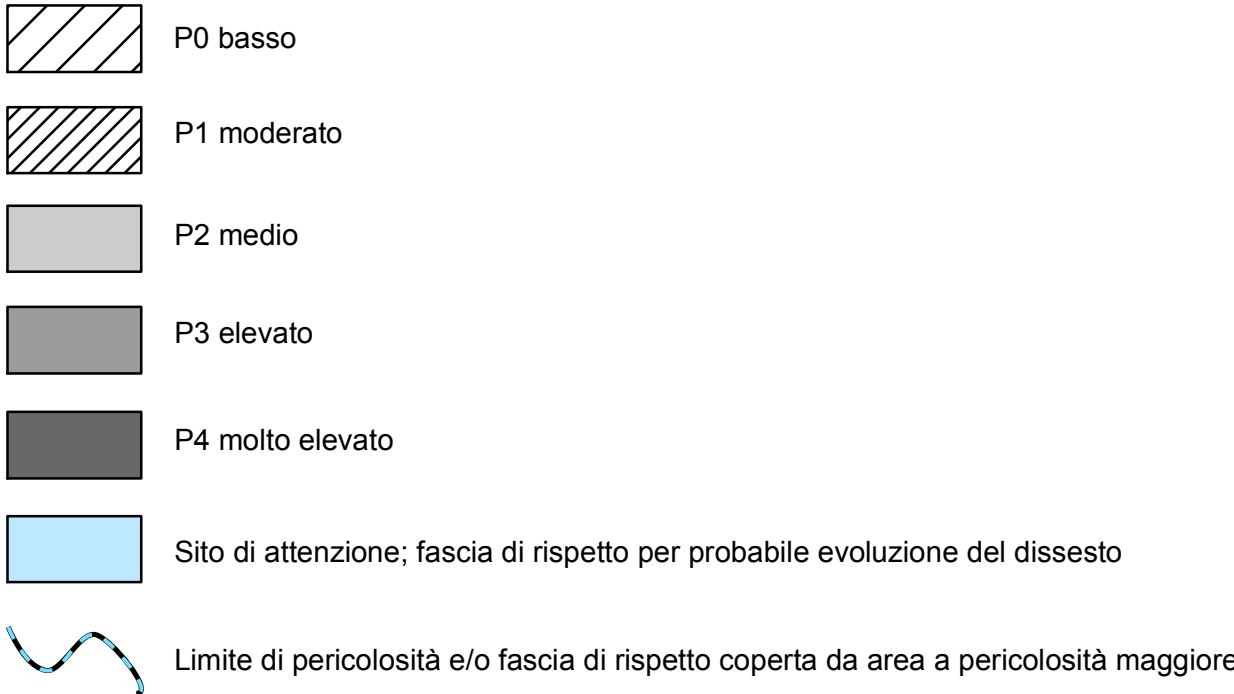 P0 basso
P1 moderato
P2 medio
P3 elevato
P4 molto elevato
Sito di attenzione; fascia di rispetto per probabile evoluzione del dissesto
Limite di pericolosità e/o fascia di rispetto coperta da area a pericolosità maggiore